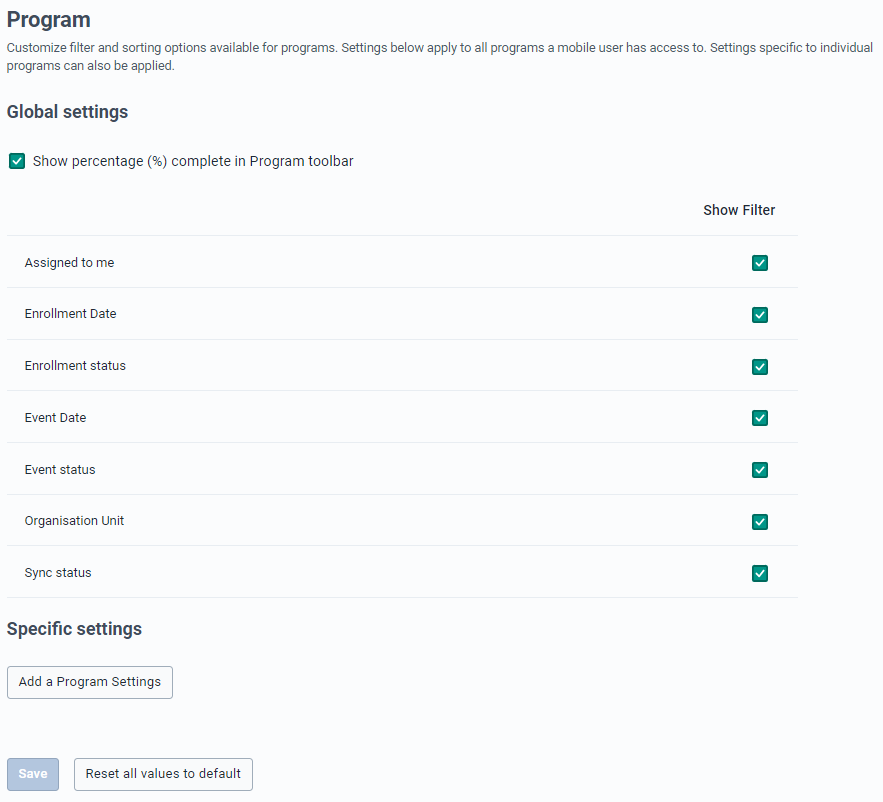 Program
Customize filter and sorting options available for programs. Settings below apply to all programs a mobile user has access to. Settings specific to individual
programs can also be applied.
Global settings
Show percentage (%) complete in Program toolbar
Show Filter
Assigned to me
Enrollment Date
Enrollment status
Event Date
Event status
Organisation Unit
Sync status
Specific settings
Add a Program Settings
Save
Reset all values to default